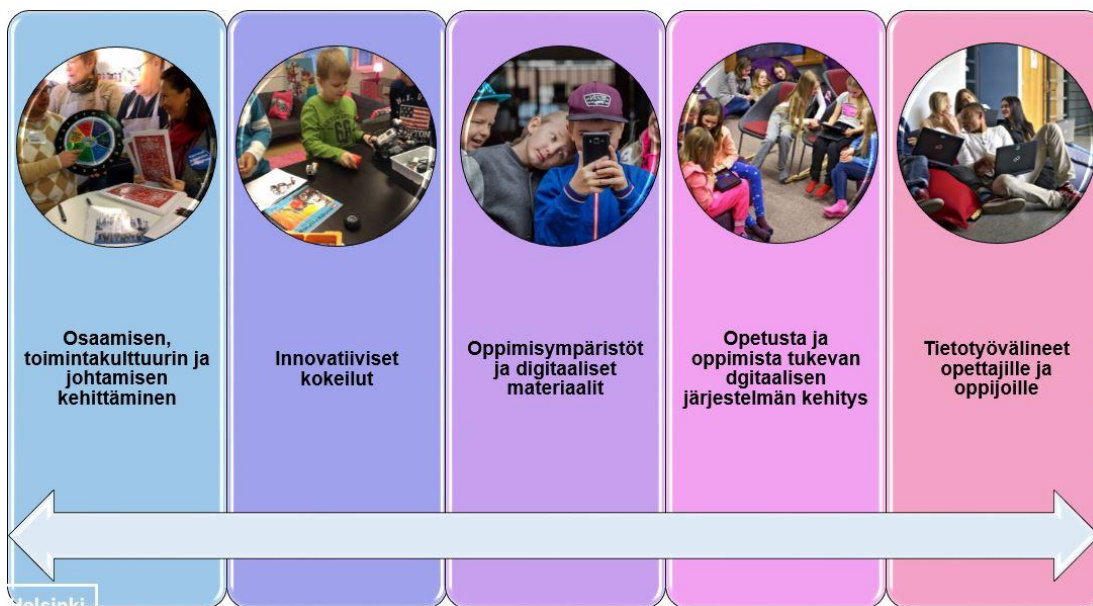 Osaamisen,
toimintakulttuurin ja
johtamisen
kehittäminen
Innovatiiviset
kokeilut
Oppimisympäristöt
ja digitaaliset
materiaalit
Opetusta ja
oppimista tukevan
dgitaalisen
järjestelmän kehitys
Tietotyövälineet
opettajille ja
oppijoille
Helsinki